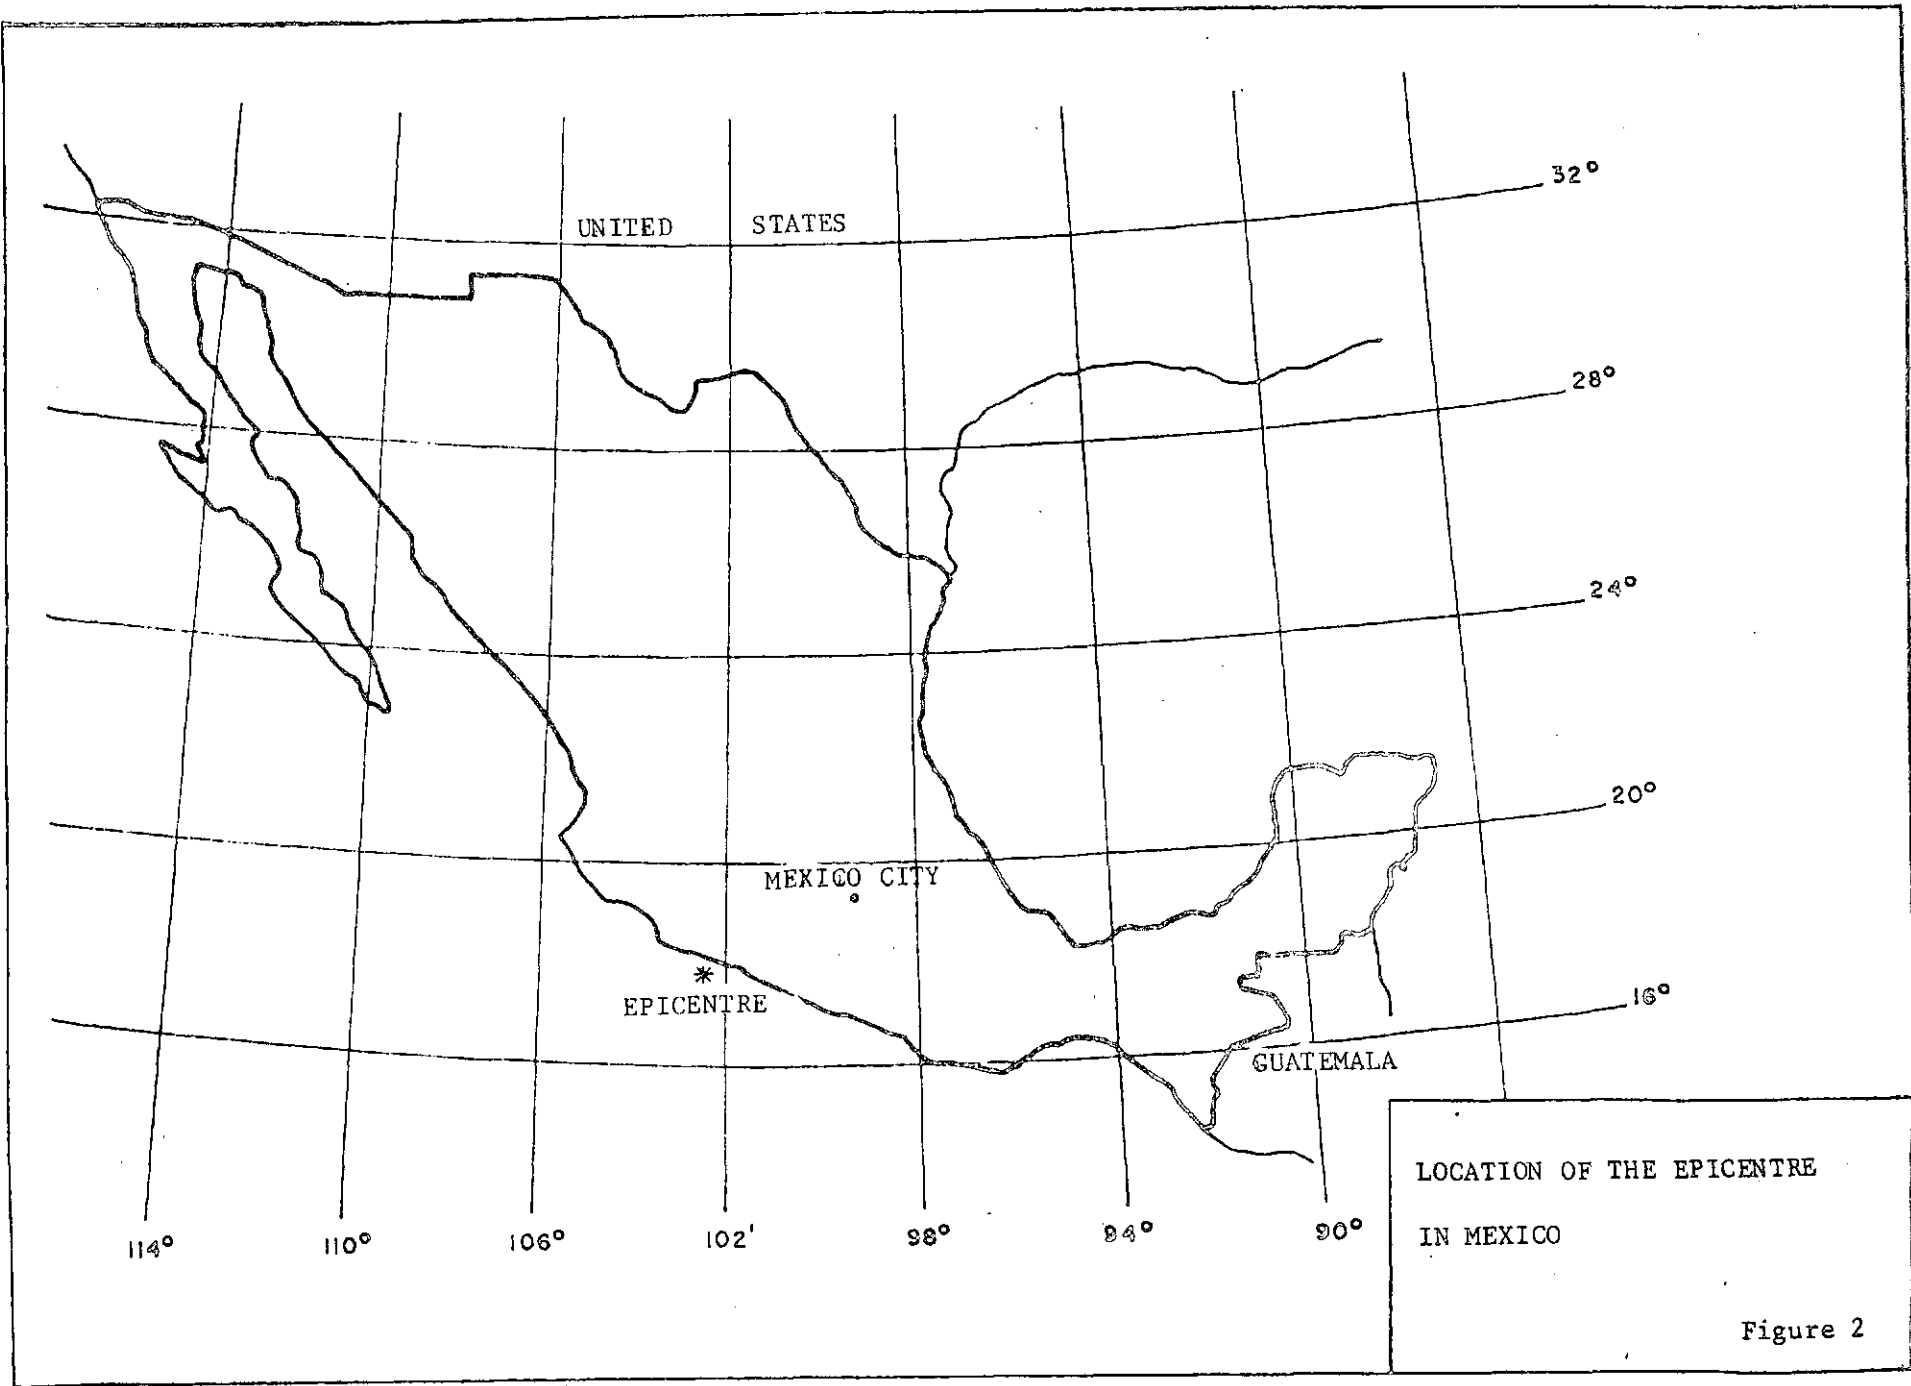 UNITED STATES
32°
28°
24°
20°
MEXICO CITY
EPICENTRE
16°
GUATEMALA
114° 110° 106° 102' 98° 94° 90°
LOCATION OF THE EPICENTRE
IN MEXICO
Figure 2